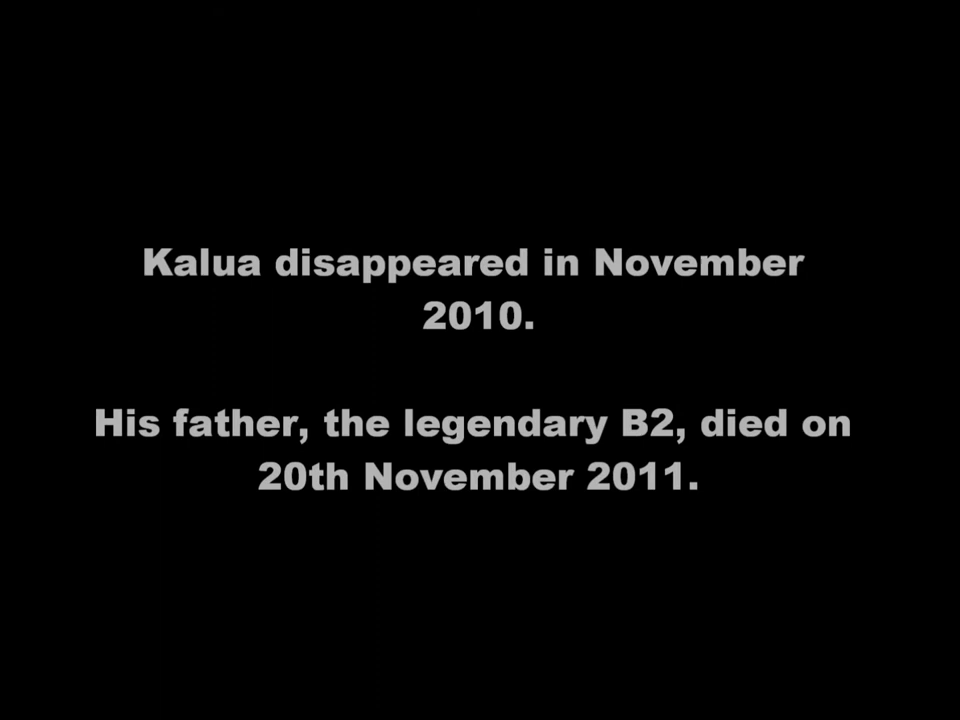 Kalua disappeared in November
2010.
His father, the legendary B2, died on
20th November 2011.